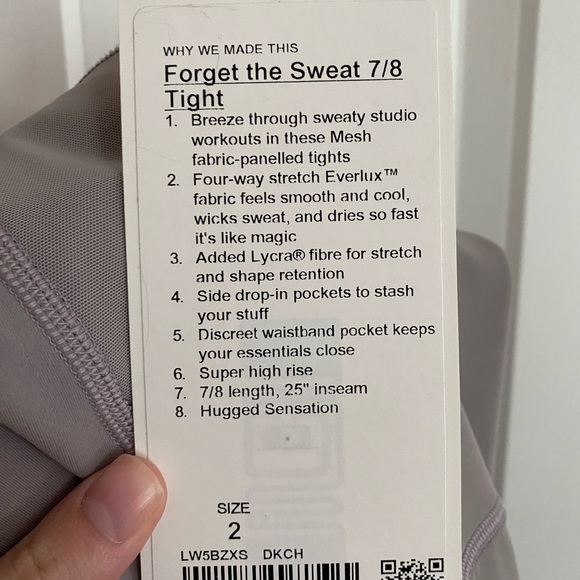 WHY WE MADE THIS
Forget the Sweat 7/8
Tight
1. Breeze through sweaty studio
workouts in these Mesh
fabric-panelled tights
2. Four-way stretch Everlux™
fabric feels smooth and cool,
wicks sweat, and dries so fast
it's like magic
3. Added Lycra® fibre for stretch
and shape retention
4. Side drop-in pockets to stash
your stuff
5. Discreet waistband pocket keeps
your essentials close
6. Super high rise
7. 7/8 length, 25" inseam
8. Hugged Sensation
SIZE
2
LW5BZXS DKCH